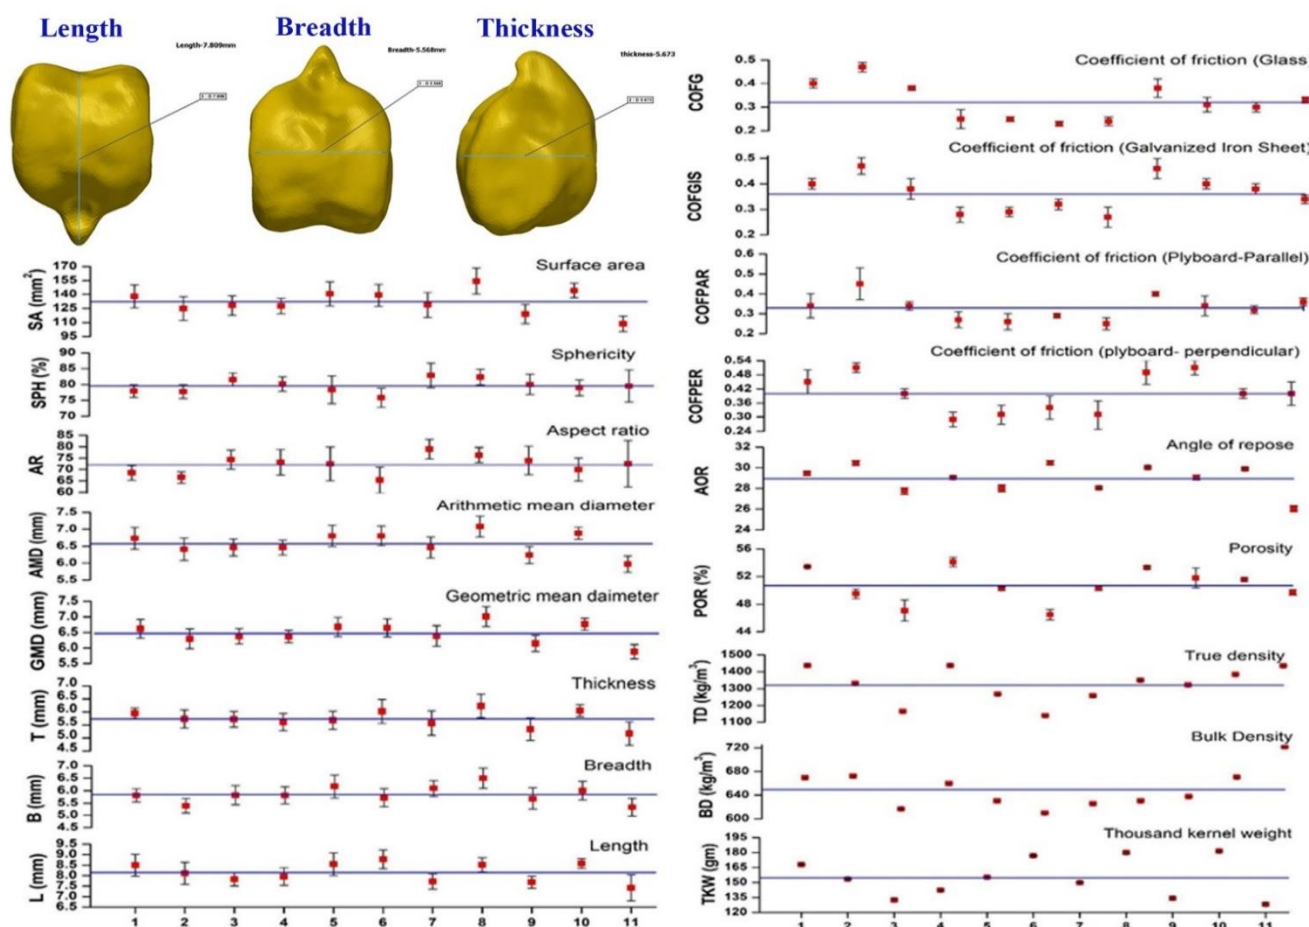 Length
Breadth
Thickness
Length-7.809mm
Breadth-5.568mm
thickness-5.673
Surface area
SA (mm²)
170
155
140
125
110
95
Sphericity
SPH (%)
90
85
80
75
70
Aspect ratio
AR
85
80
75
70
65
60
Arithmetic mean diameter
AMD (mm)
7.5
7.0
6.5
6.0
5.5
Geometric mean daimeter
GMD (mm)
7.5
7.0
6.5
6.0
5.5
Thickness
T (mm)
7.0
6.5
6.0
5.5
5.0
4.5
Breadth
B (mm)
7.0
6.5
6.0
5.5
5.0
4.5
Length
L (mm)
9.5
9.0
8.5
8.0
7.5
7.0
6.5
1 2 3 4 5 6 7 8 9 10 11
Coefficient of friction (Glass)
COFG
0.5
0.4
0.3
0.2
Coefficient of friction (Galvanized Iron Sheet)
COFGIS
0.5
0.4
0.3
0.2
Coefficient of friction (Plyboard-Parallel)
COFPAR
0.6
0.5
0.4
0.3
0.2
Coefficient of friction (plyboard- perpendicular)
COFPER
0.54
0.48
0.42
0.36
0.30
0.24
Angle of repose
AOR
32
30
28
26
24
Porosity
POR (%)
56
52
48
44
True density
TD (kg/m³)
1500
1400
1300
1200
1100
Bulk Density
BD (kg/m³)
720
680
640
600
Thousand kernel weight
TKW (gm)
195
180
165
150
135
120
1 2 3 4 5 6 7 8 9 10 11